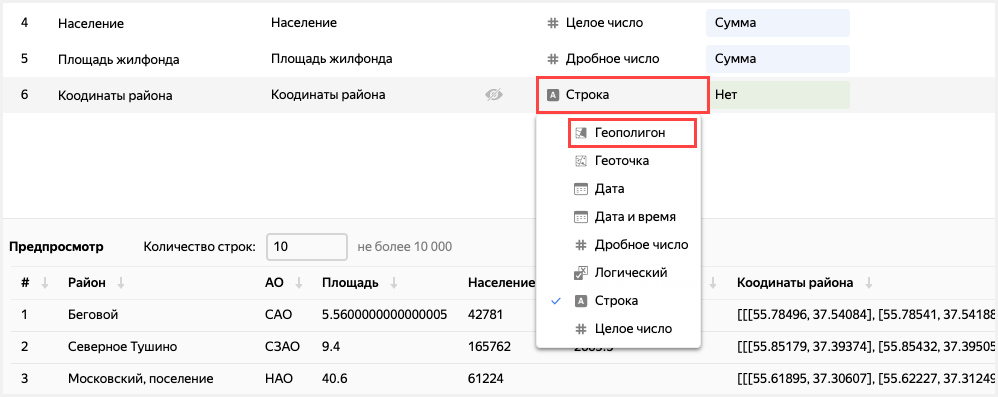 4 Население Население Целое число Сумма
5 Площадь жилфонда Площадь жилфонда Дробное число Сумма
6 Коодинаты района Коодинаты района Строка Нет
Геополигон
Геоточка
Дата
Дата и время
Дробное число
Логический
Строка
Целое число
Предпросмотр Количество строк: 10 не более 10 000
# Район АО Площадь Население Коодинаты района
1 Беговой САО 5.5600000000000005 42781 [[[55.78496, 37.54084], [55.78541, 37.54188
2 Северное Тушино СЗАО 9.4 165762 [[[55.85179, 37.39374], [55.85432, 37.39505
3 Московский, поселение НАО 40.6 61224 [[[55.61895, 37.30607], [55.62227, 37.31249